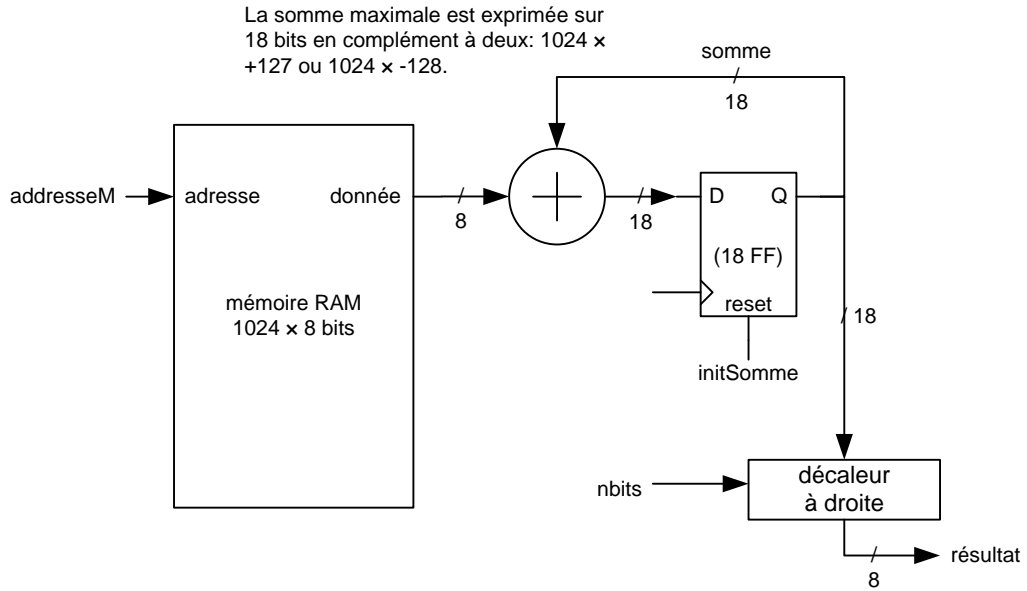 La somme maximale est exprimée sur
18 bits en complément à deux: 1024 ×
+127 ou 1024 × -128.
somme
18
addresseM
adresse
donnée
8
18
D
Q
(18 FF)
reset
initSomme
mémoire RAM
1024 × 8 bits
18
nbits
décaleur
à droite
résultat
8